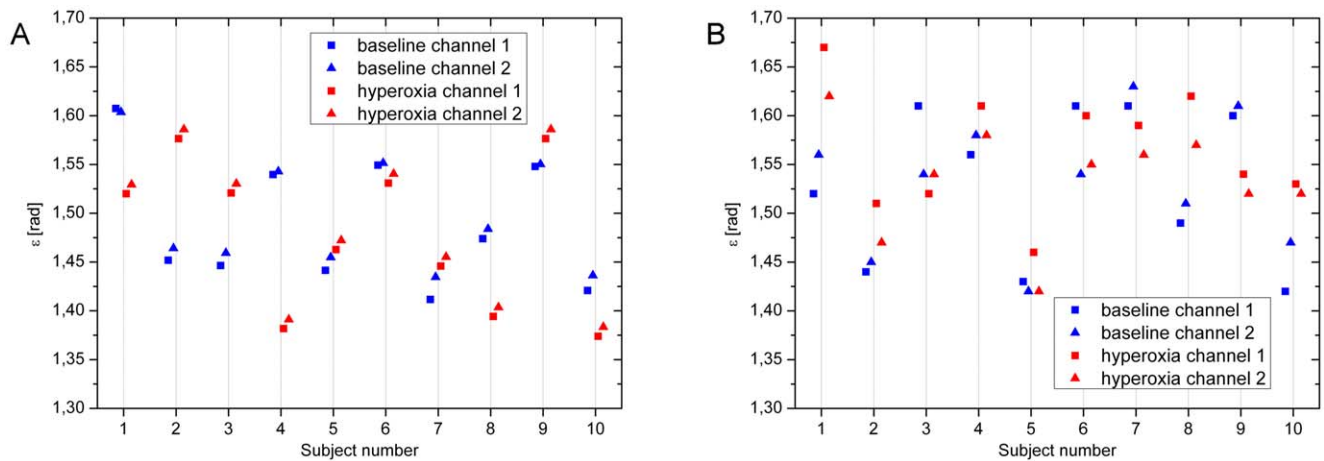 A
1,70
1,65
1,60
1,55
1,50
1,45
1,40
1,35
1,30
ε [rad]
baseline channel 1
baseline channel 2
hyperoxia channel 1
hyperoxia channel 2
1 2 3 4 5 6 7 8 9 10
Subject number
B
1,70
1,65
1,60
1,55
1,50
1,45
1,40
1,35
1,30
ε [rad]
baseline channel 1
baseline channel 2
hyperoxia channel 1
hyperoxia channel 2
1 2 3 4 5 6 7 8 9 10
Subject number